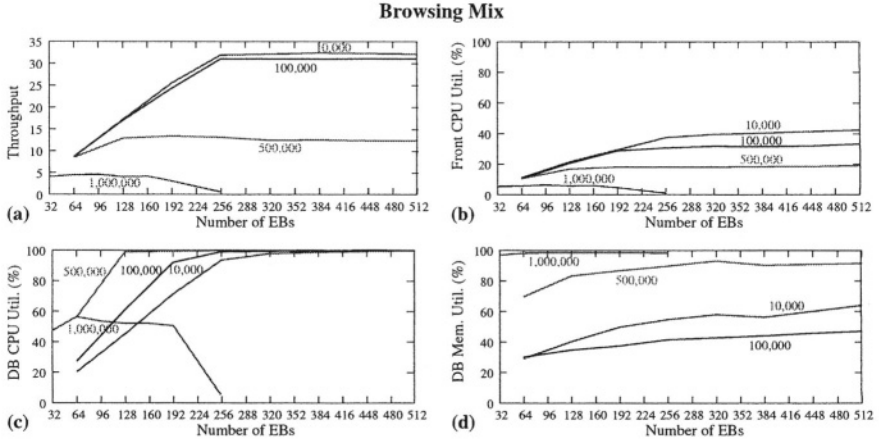 Browsing Mix
Throughput
35
30
25
20
15
10
5
0
10,000
100,000
500,000
1,000,000
32 64 96 128 160 192 224 256 288 320 352 384 416 448 480 512
(a)
Number of EBs
Front CPU Util. (%)
100
80
60
40
20
0
10,000
100,000
500,000
1,000,000
32 64 96 128 160 192 224 256 288 320 352 384 416 448 480 512
(b)
Number of EBs
DB CPU Util. (%)
100
80
60
40
20
0
500,000
100,000
10,000
1,000,000
32 64 96 128 160 192 224 256 288 320 352 384 416 448 480 512
(c)
Number of EBs
DB Mem. Util. (%)
100
80
60
40
20
0
1,000,000
500,000
10,000
100,000
32 64 96 128 160 192 224 256 288 320 352 384 416 448 480 512
(d)
Number of EBs